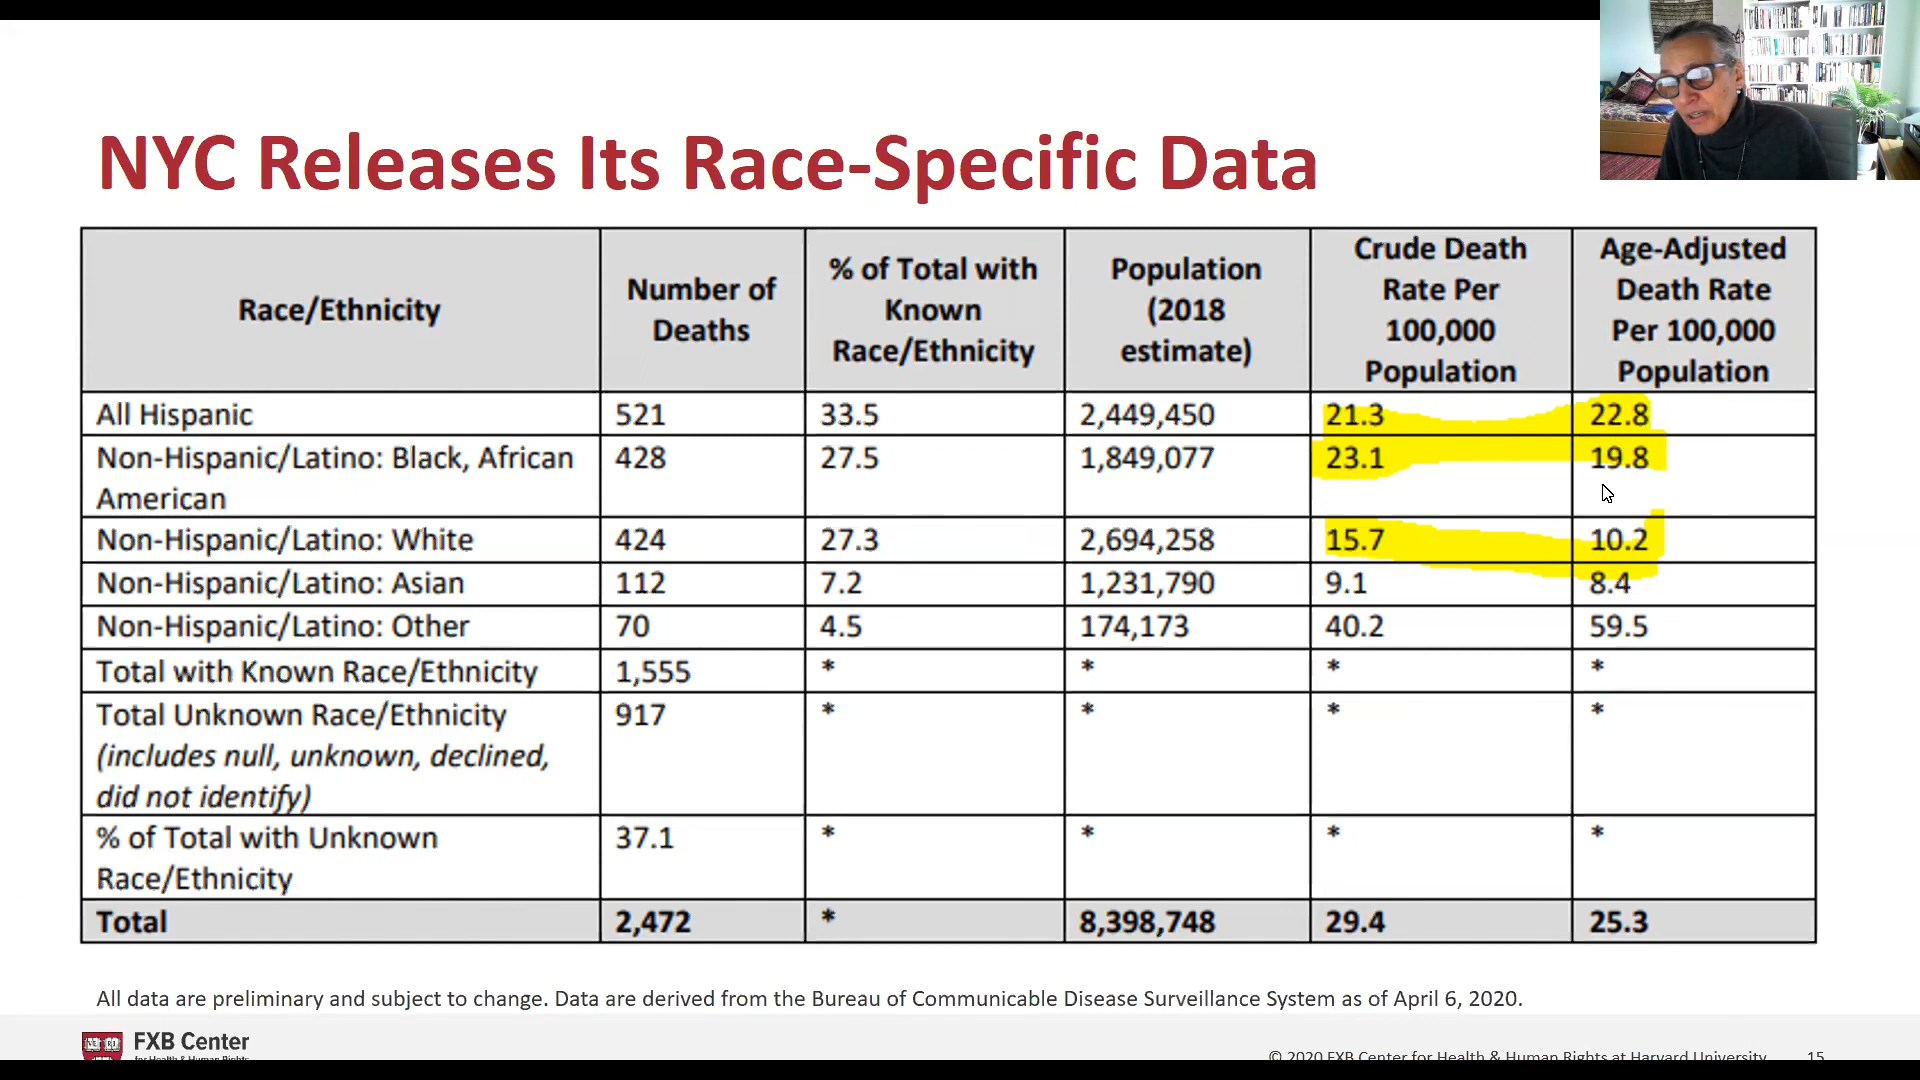 NYC Releases Its Race-Specific Data
Race/Ethnicity
Number of
Deaths
% of Total with
Known
Race/Ethnicity
Population
(2018
estimate)
Crude Death
Rate Per
100,000
Population
Age-Adjusted
Death Rate
Per 100,000
Population
All Hispanic 521 33.5 2,449,450 21.3 22.8
Non-Hispanic/Latino: Black, African 428 27.5 1,849,077 23.1 19.8
American
Non-Hispanic/Latino: White 424 27.3 2,694,258 15.7 10.2
Non-Hispanic/Latino: Asian 112 7.2 1,231,790 9.1 8.4
Non-Hispanic/Latino: Other 70 4.5 174,173 40.2 59.5
Total with Known Race/Ethnicity 1,555 * * * *
Total Unknown Race/Ethnicity 917 * * * *
(includes null, unknown, declined,
did not identify)
% of Total with Unknown 37.1 * * * *
Race/Ethnicity
Total 2,472 * 8,398,748 29.4 25.3
All data are preliminary and subject to change. Data are derived from the Bureau of Communicable Disease Surveillance System as of April 6, 2020.
FXB Center
for Health & Human Rights
© 2020 FXB Center for Health & Human Rights at Harvard University 15